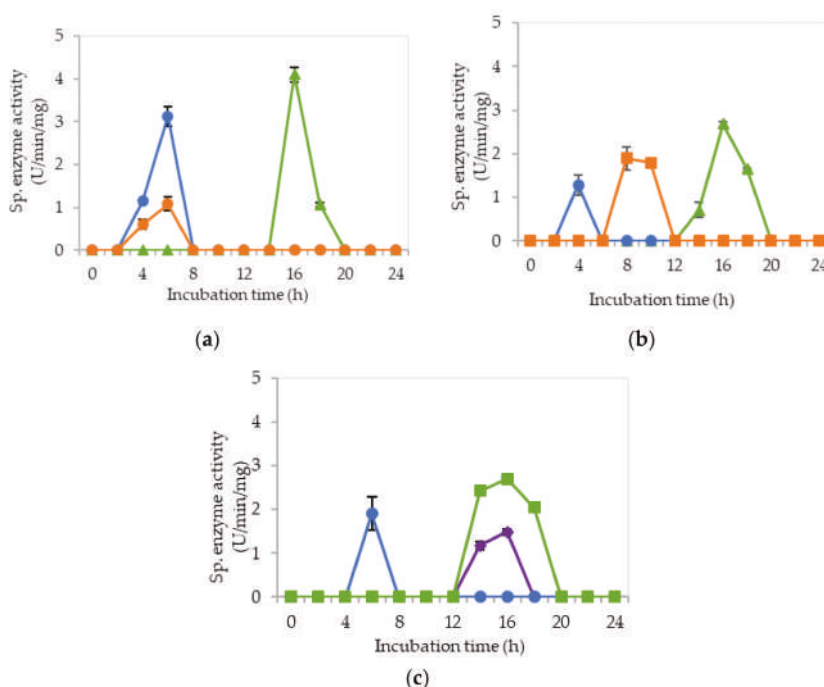 Sp. enzyme activity
(U/min/mg)
5
4
3
2
1
0
0 4 8 12 16 20 24
Incubation time (h)
(a)
Sp. enzyme activity
(U/min/mg)
5
4
3
2
1
0
0 4 8 12 16 20 24
Incubation time (h)
(b)
Sp. enzyme activity
(U/min/mg)
5
4
3
2
1
0
0 4 8 12 16 20 24
Incubation time (h)
(c)